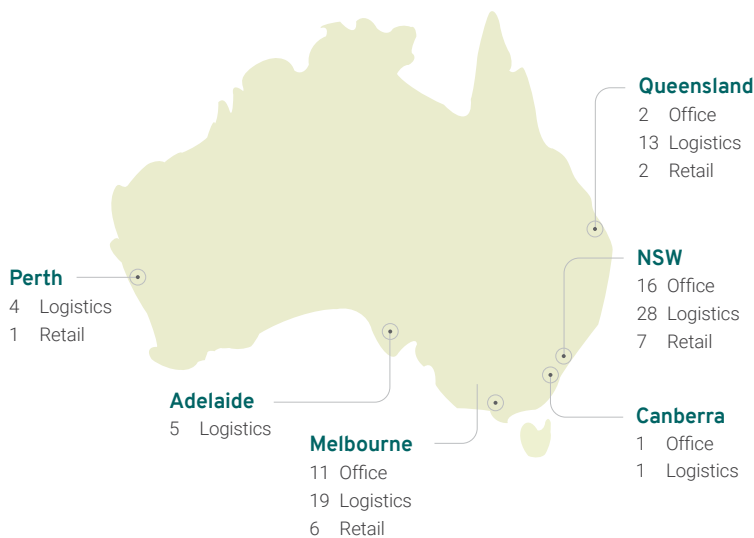 Queensland
2 Office
13 Logistics
2 Retail
NSW
16 Office
28 Logistics
7 Retail
Perth
4 Logistics
1 Retail
Adelaide
5 Logistics
Melbourne
11 Office
19 Logistics
6 Retail
Canberra
1 Office
1 Logistics